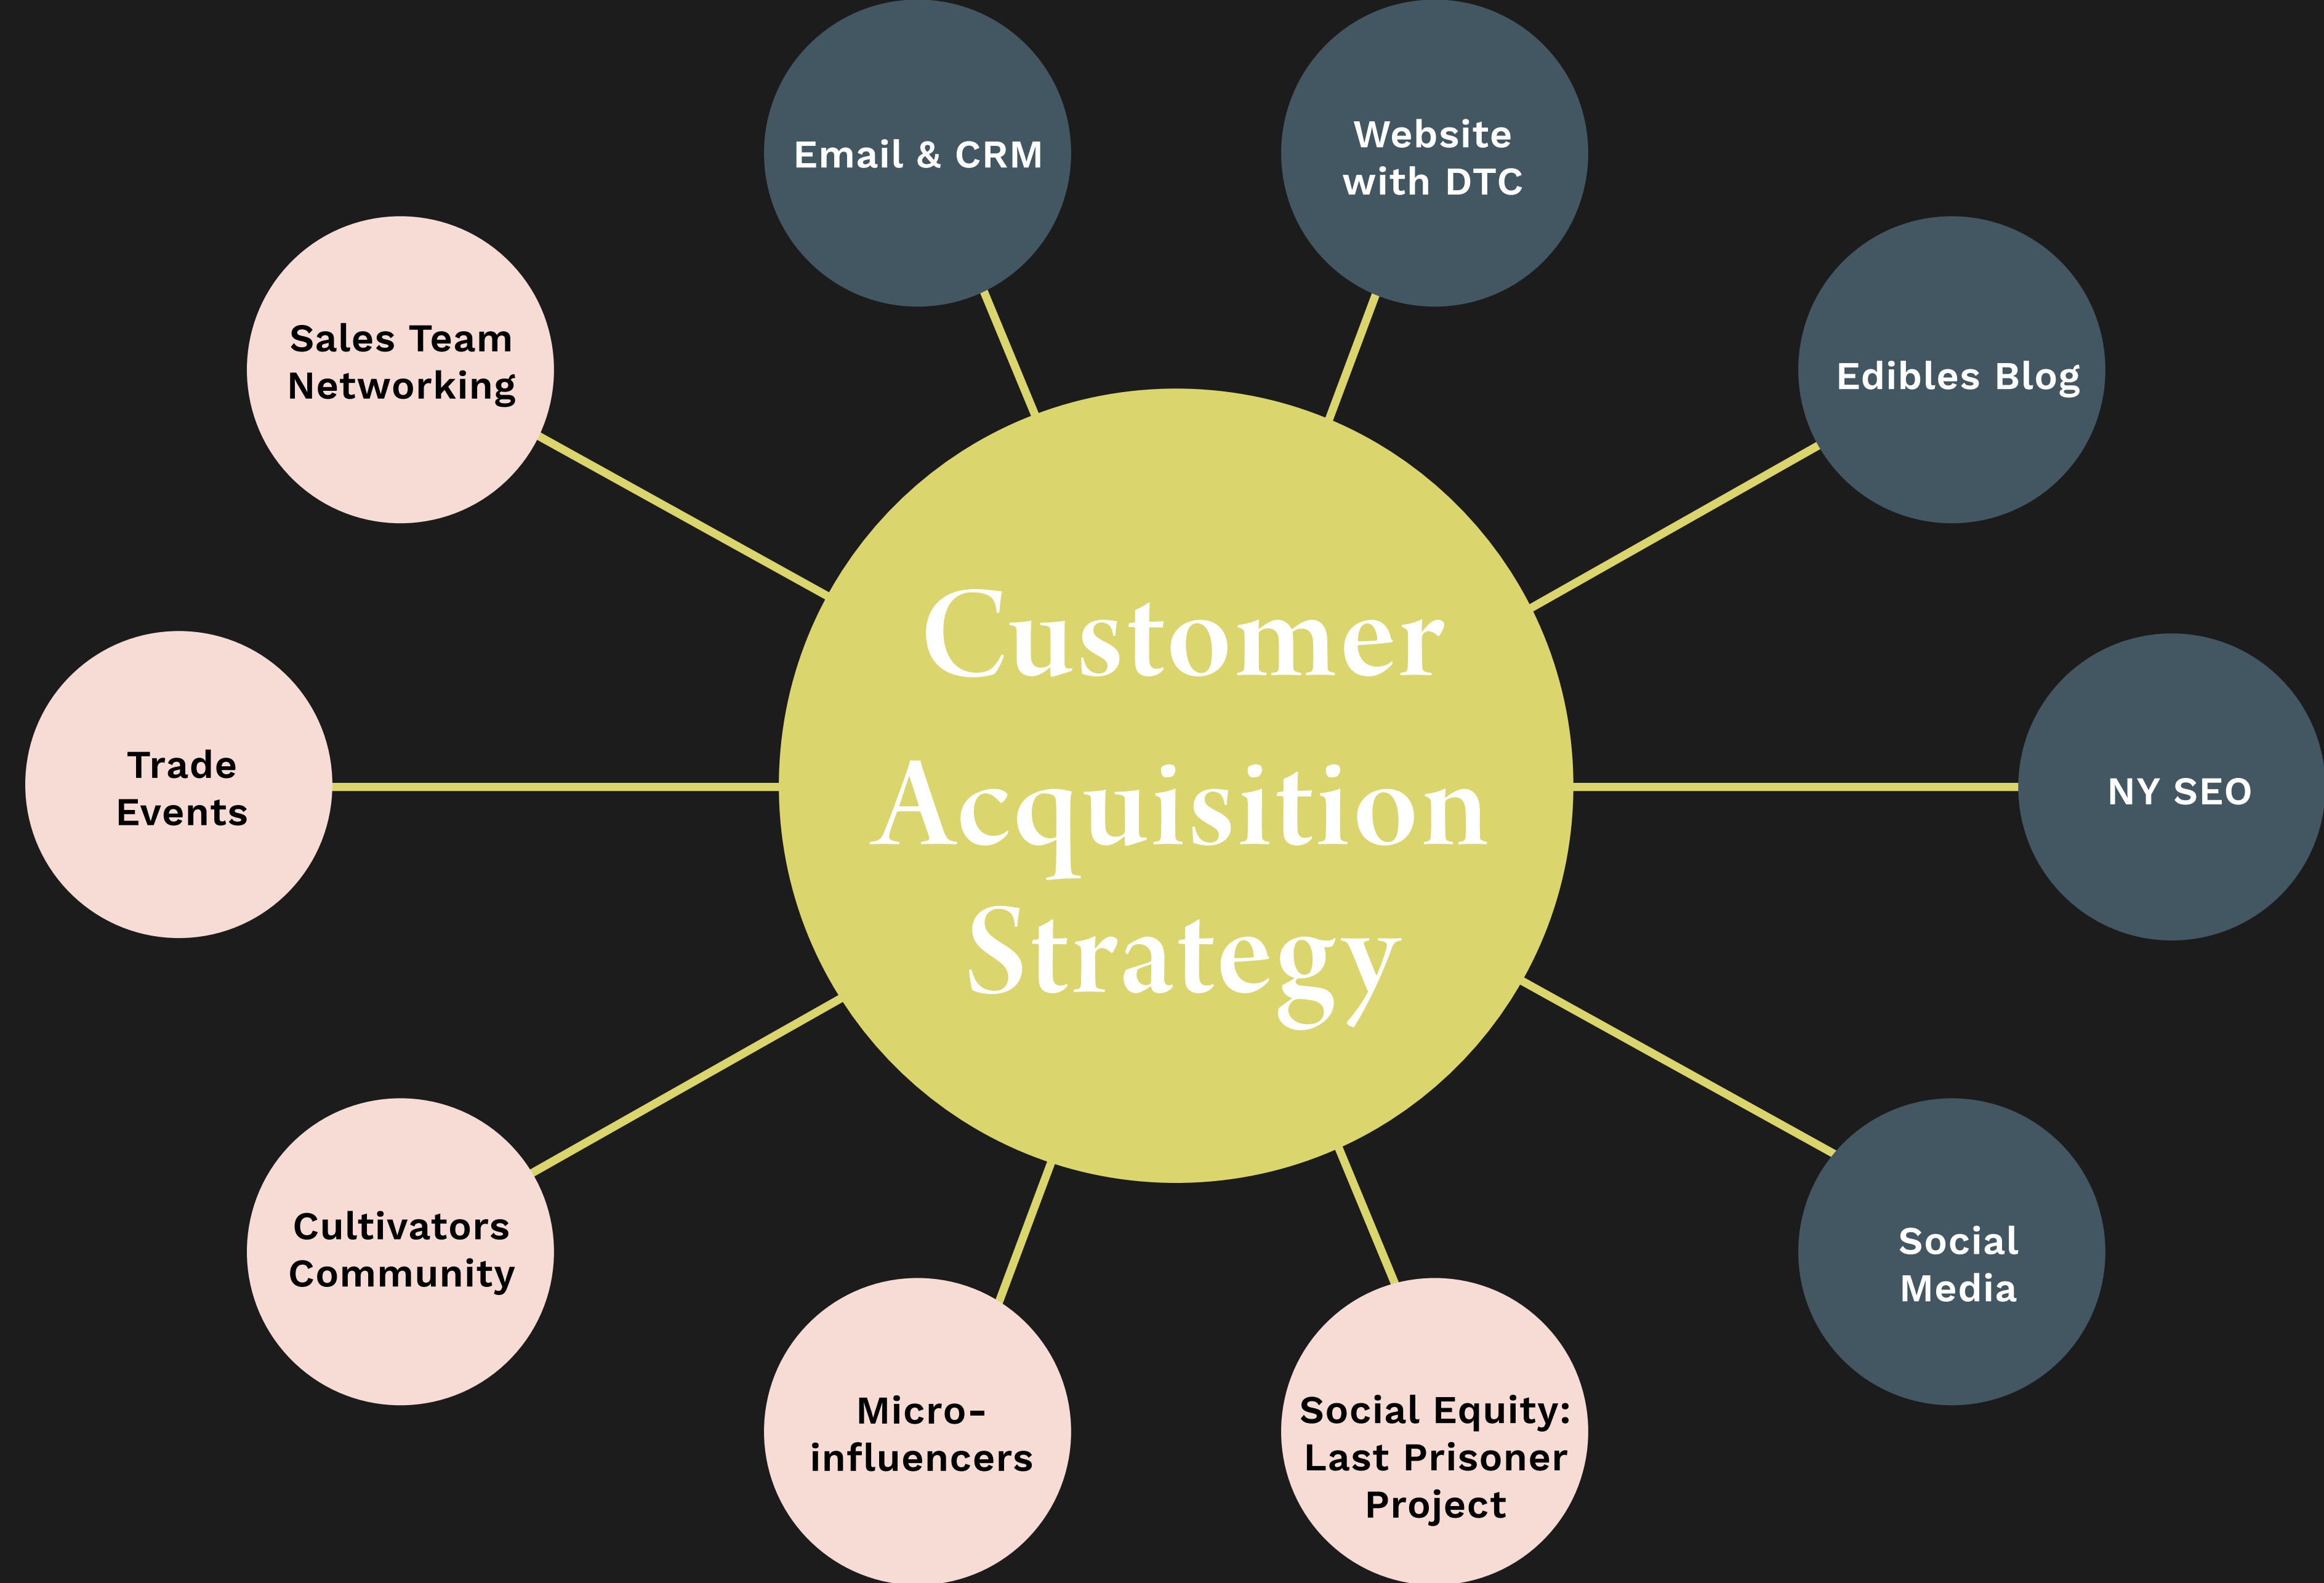 Email & CRM
Website
with DTC
Sales Team
Networking
Edibles Blog
Customer
Acquisition
Strategy
Trade
Events
NY SEO
Cultivators
Community
Social
Media
Micro-
influencers
Social Equity:
Last Prisoner
Project